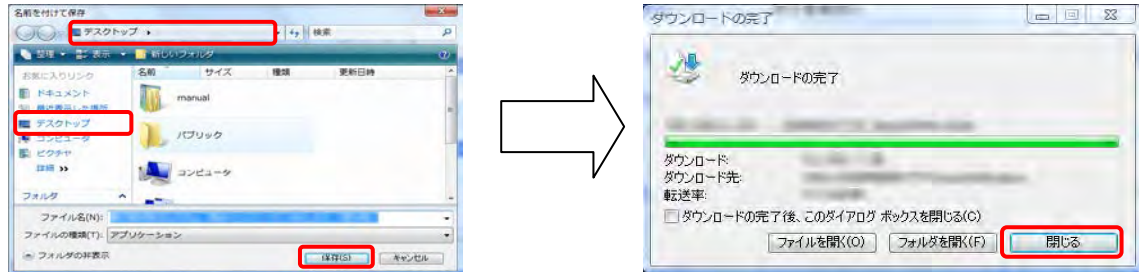 名前を付けて保存
デスクトップ
検索
整理 表示 新しいフォルダ
お気に入りリンク
名前 サイズ 種類 更新日時
ドキュメント
最近表示した場所
デスクトップ
コンピュータ
ピクチャ
詳細 >>
フォルダ
manual
パブリック
コンピュータ
ファイル名(N):
ファイルの種類(T): アプリケーション
フォルダの非表示
保存(S) キャンセル
ダウンロードの完了
ダウンロードの完了
ダウンロード:
ダウンロード先:
転送率:
ダウンロードの完了後、このダイアログ ボックスを閉じる(C)
ファイルを開く(O) フォルダを開く(F) 閉じる